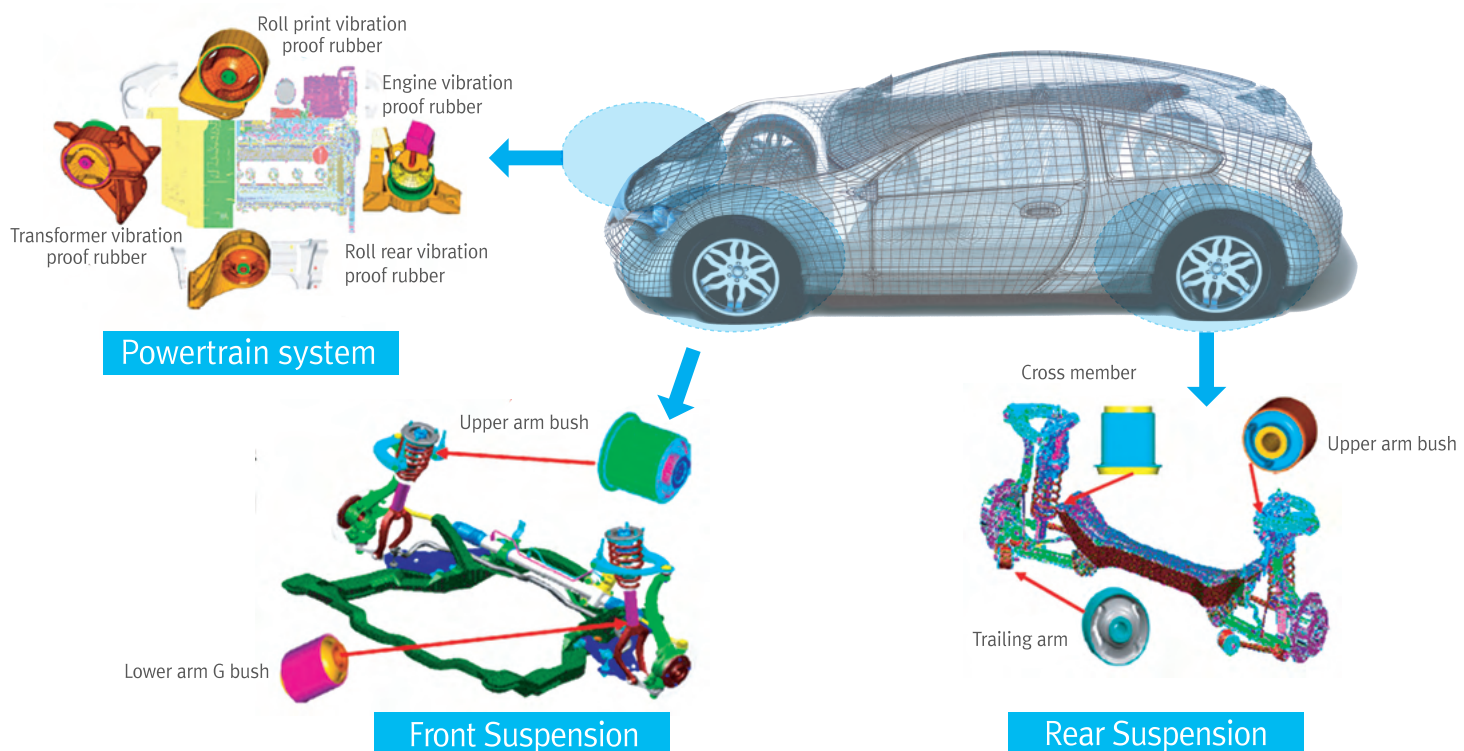 Roll print vibration
proof rubber
Engine vibration
proof rubber
Transformer vibration
proof rubber
Roll rear vibration
proof rubber
Powertrain system
Upper arm bush
Lower arm G bush
Front Suspension
Cross member
Upper arm bush
Trailing arm
Rear Suspension